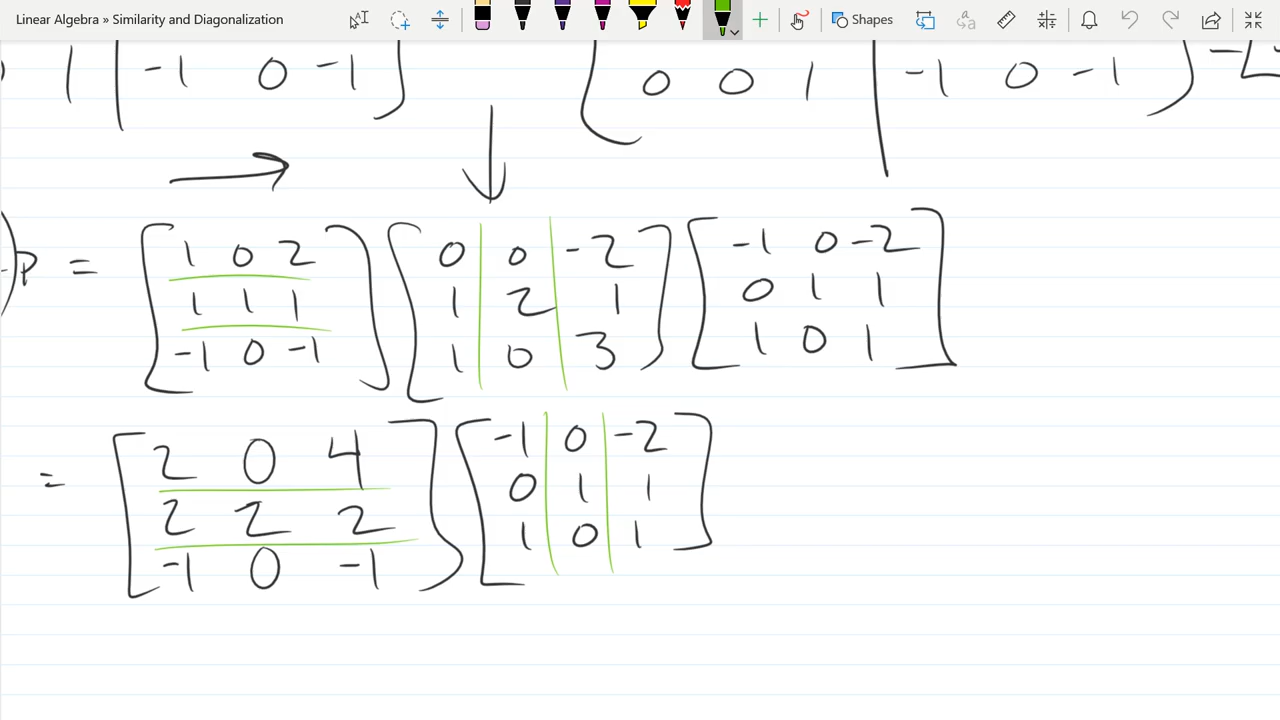 Linear Algebra » Similarity and Diagonalization
Shapes
1 | -1 0 -1
0 0 1 | -1 0 -1
P = [1 0 2] [0 0 -2] [-1 0 -2]
[1 1 1] [1 2 1] [0 1 1]
[-1 0 -1] [1 0 3] [1 0 1]
= [2 0 4] [-1 0 -2]
[2 2 2] [0 1 1]
[-1 0 -1] [1 0 1]